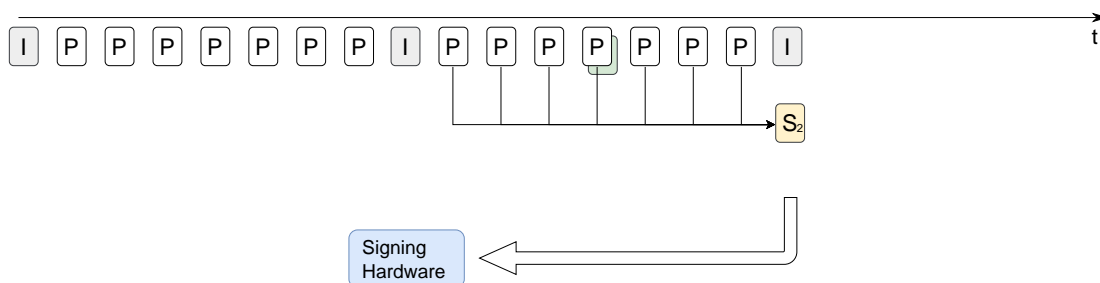 I P P P P P P P I P P P P P P P I
t
S₂
Signing
Hardware